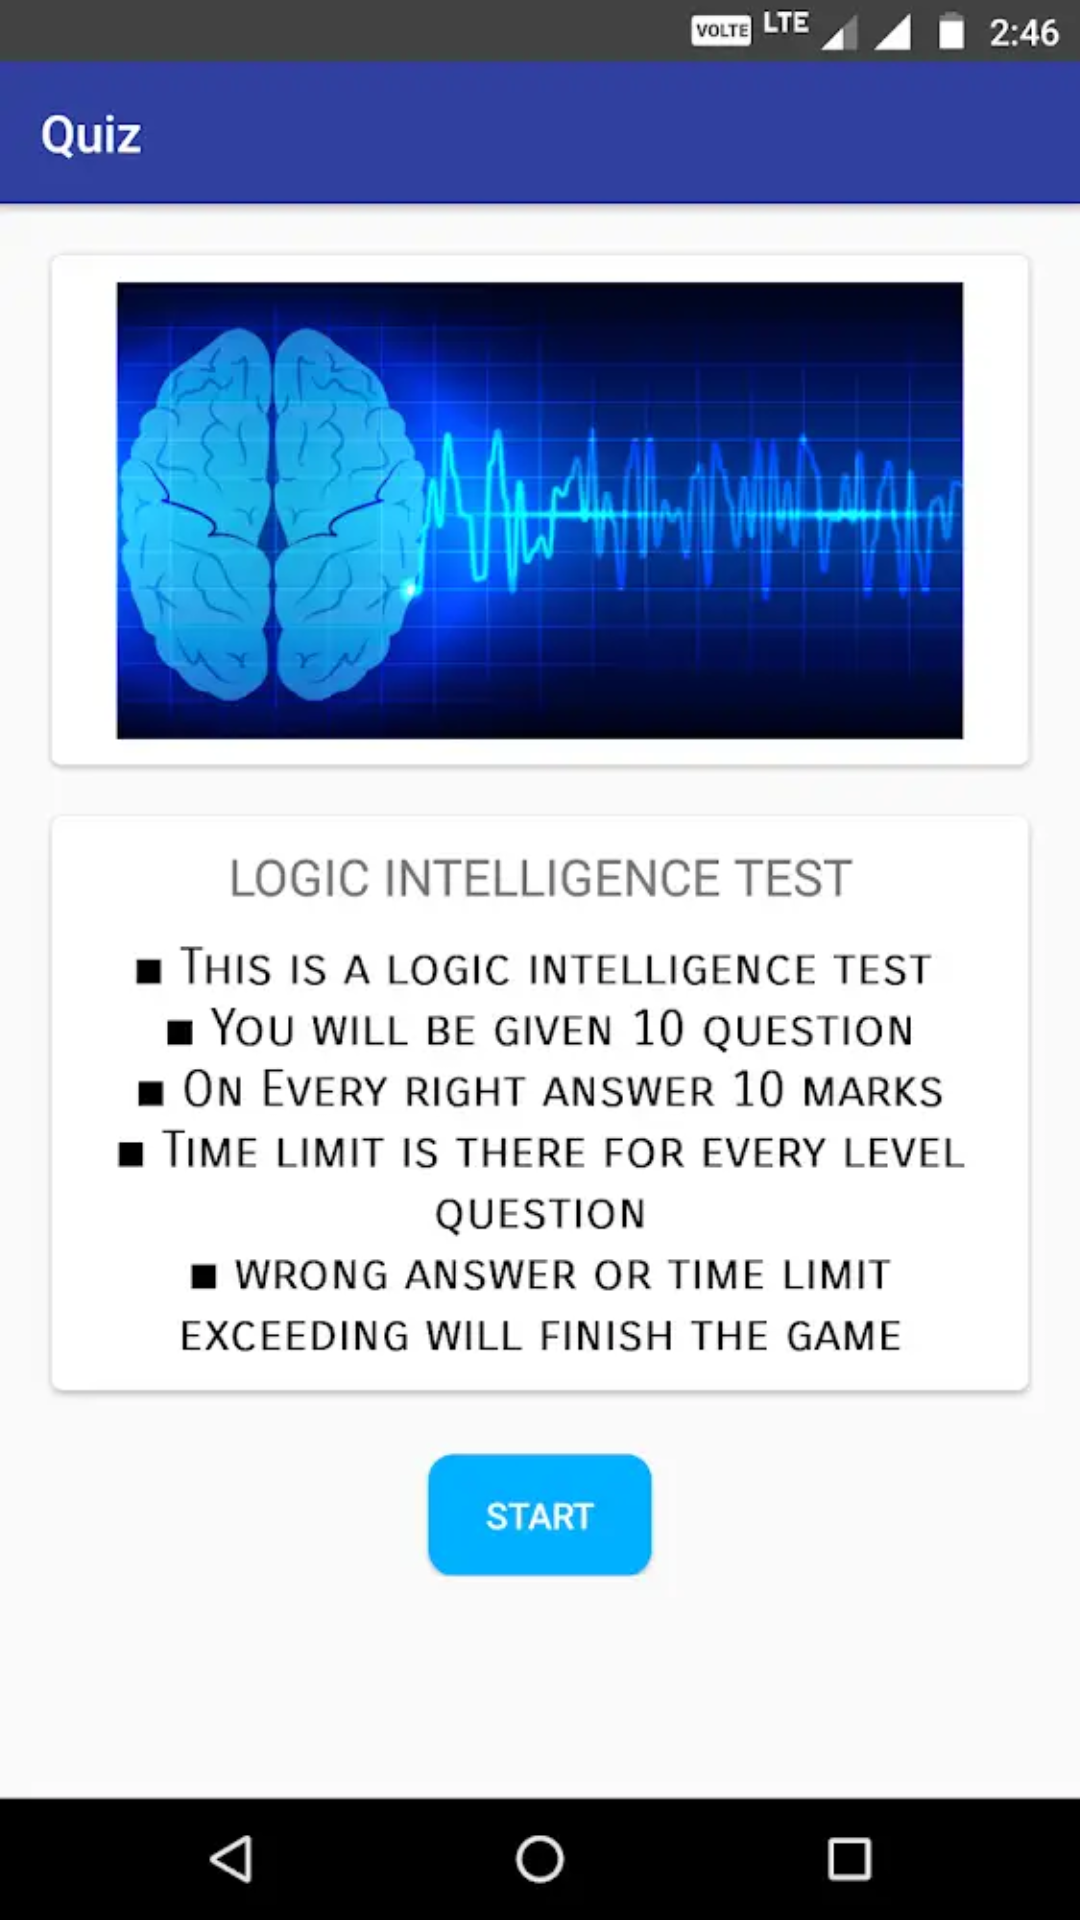 VOLTE LTE 2:46
Quiz
LOGIC INTELLIGENCE TEST
■ This is a logic intelligence test
■ You will be given 10 question
■ On Every right answer 10 marks
■ Time limit is there for every level
question
■ wrong answer or time limit
exceeding will finish the game
START